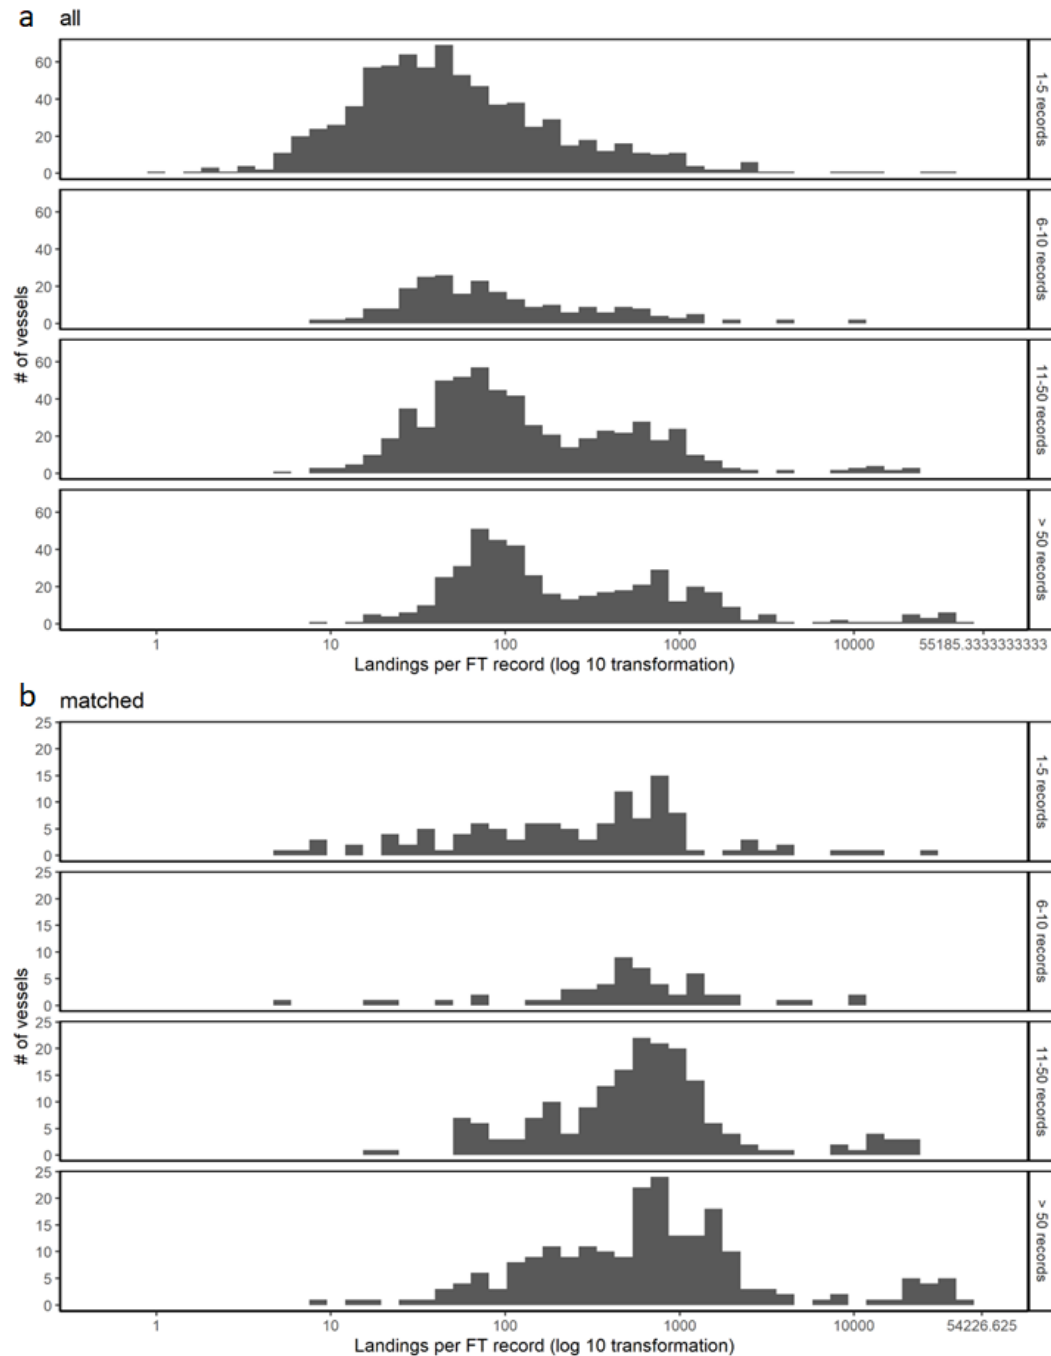 a all
60
40
20
0
1-5 records
60
40
20
0
6-10 records
60
40
20
0
11-50 records
60
40
20
0
> 50 records
# of vessels
1 10 100 1000 10000 55185.3333333333
Landings per FT record (log 10 transformation)
b matched
25
20
15
10
5
0
1-5 records
25
20
15
10
5
0
6-10 records
25
20
15
10
5
0
11-50 records
25
20
15
10
5
0
> 50 records
# of vessels
1 10 100 1000 10000 54226.625
Landings per FT record (log 10 transformation)